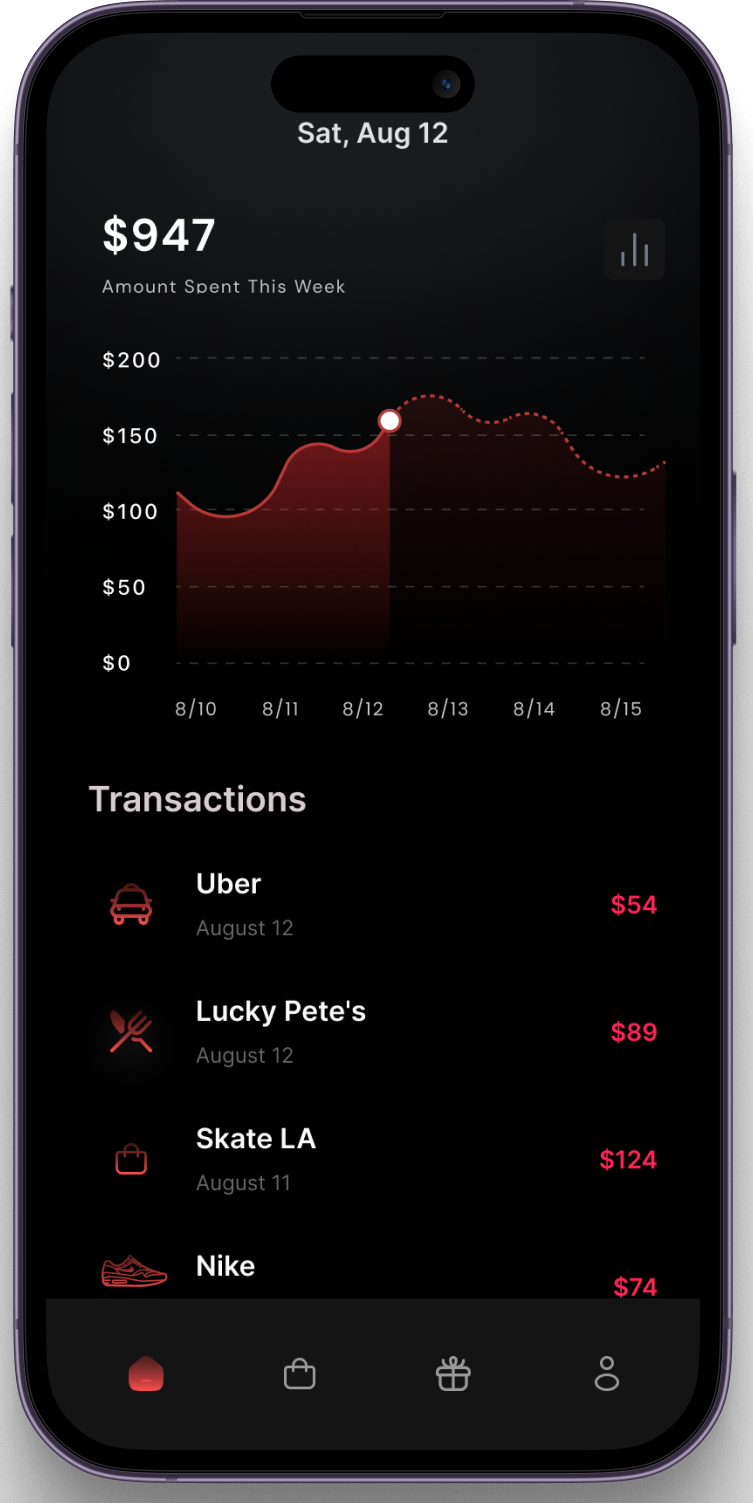 Sat, Aug 12
$947
Amount Spent This Week
$200
$150
$100
$50
$0
8/10 8/11 8/12 8/13 8/14 8/15
Transactions
Uber
August 12
$54
Lucky Pete's
August 12
$89
Skate LA
August 11
$124
Nike
$74